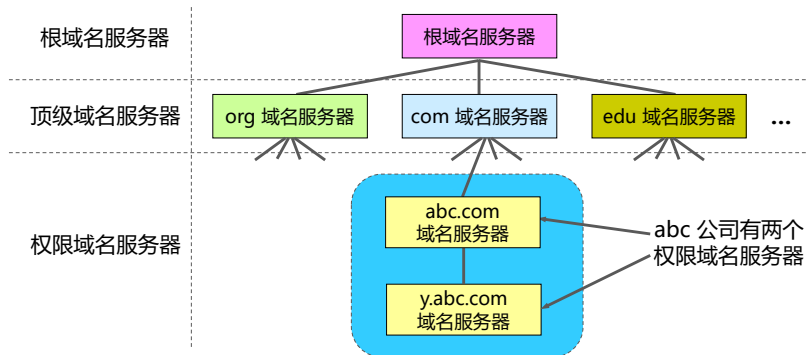 根域名服务器
根域名服务器
顶级域名服务器
org 域名服务器
com 域名服务器
edu 域名服务器
...
权限域名服务器
abc.com
域名服务器
y.abc.com
域名服务器
abc 公司有两个
权限域名服务器